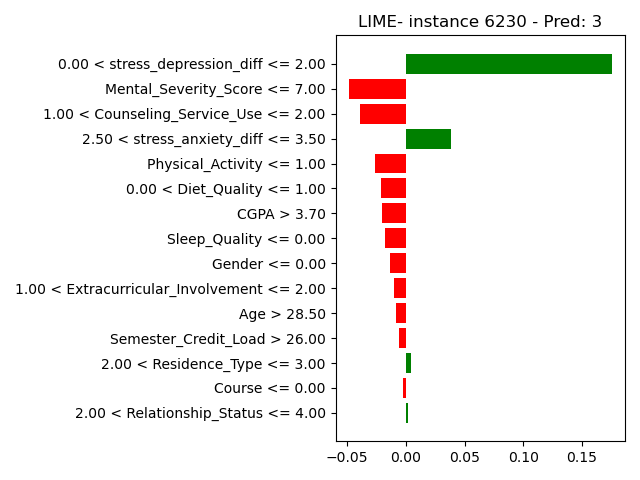 LIME- instance 6230 - Pred: 3
0.00 < stress_depression_diff <= 2.00
Mental_Severity_Score <= 7.00
1.00 < Counseling_Service_Use <= 2.00
2.50 < stress_anxiety_diff <= 3.50
Physical_Activity <= 1.00
0.00 < Diet_Quality <= 1.00
CGPA > 3.70
Sleep_Quality <= 0.00
Gender <= 0.00
1.00 < Extracurricular_Involvement <= 2.00
Age > 28.50
Semester_Credit_Load > 26.00
2.00 < Residence_Type <= 3.00
Course <= 0.00
2.00 < Relationship_Status <= 4.00
−0.05 0.00 0.05 0.10 0.15